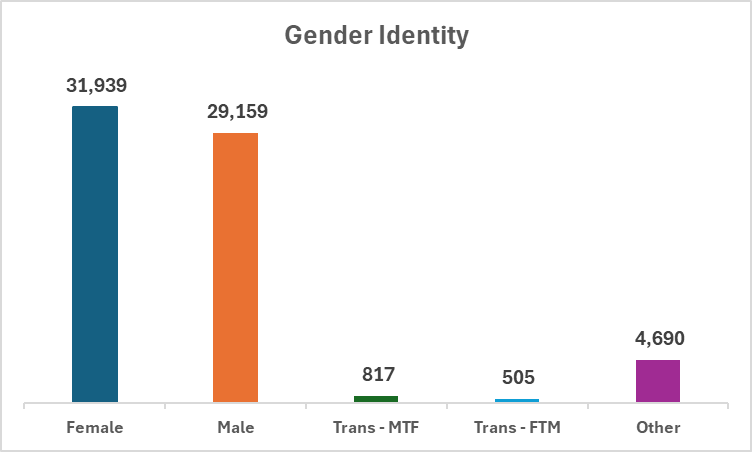 Gender Identity
31,939
29,159
817
505
4,690
Female
Male
Trans - MTF
Trans - FTM
Other